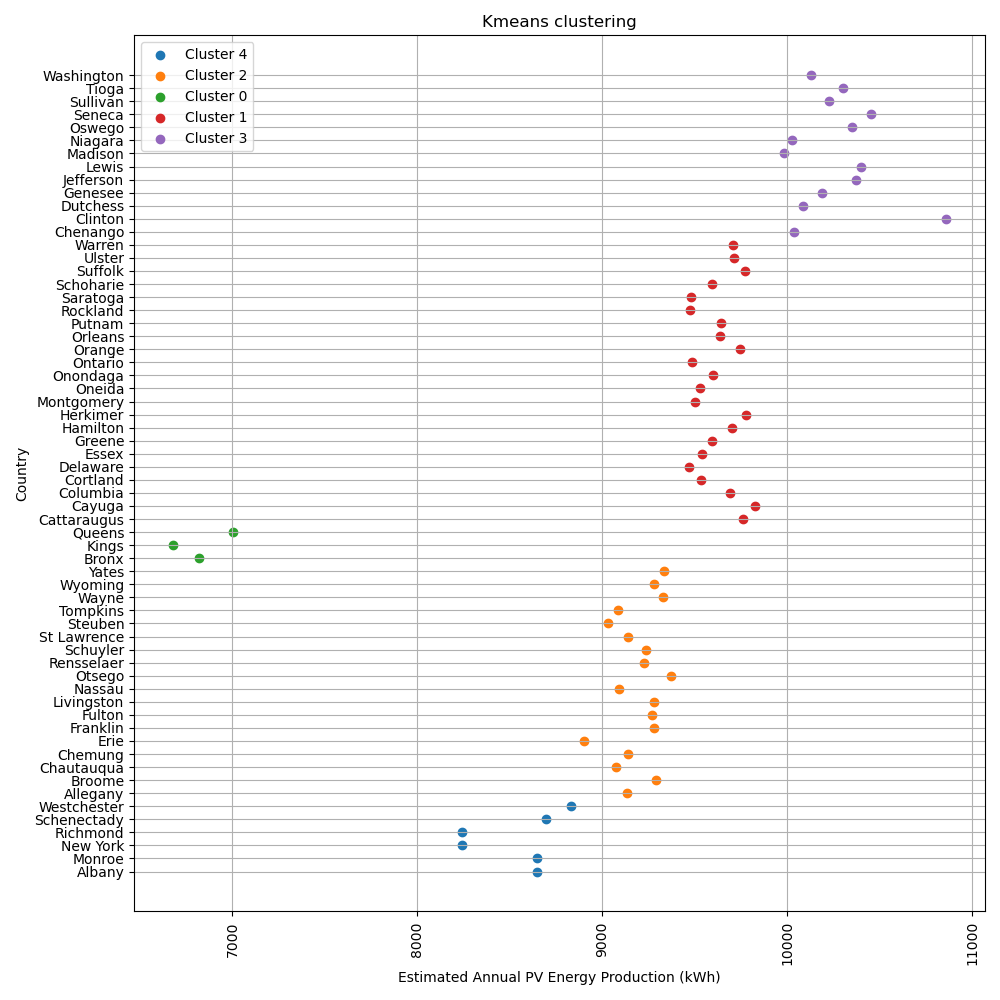 Kmeans clustering
Cluster 4
Cluster 2
Cluster 0
Cluster 1
Cluster 3
Washington
Tioga
Sullivan
Seneca
Oswego
Niagara
Madison
Lewis
Jefferson
Genesee
Dutchess
Clinton
Chenango
Warren
Ulster
Suffolk
Schoharie
Saratoga
Rockland
Putnam
Orleans
Orange
Ontario
Onondaga
Oneida
Montgomery
Herkimer
Hamilton
Greene
Essex
Delaware
Cortland
Columbia
Cayuga
Cattaraugus
Queens
Kings
Bronx
Yates
Wyoming
Wayne
Tompkins
Steuben
St Lawrence
Schuyler
Rensselaer
Otsego
Nassau
Livingston
Fulton
Franklin
Erie
Chemung
Chautauqua
Broome
Allegany
Westchester
Schenectady
Richmond
New York
Monroe
Albany
Country
7000
8000
9000
10000
11000
Estimated Annual PV Energy Production (kWh)